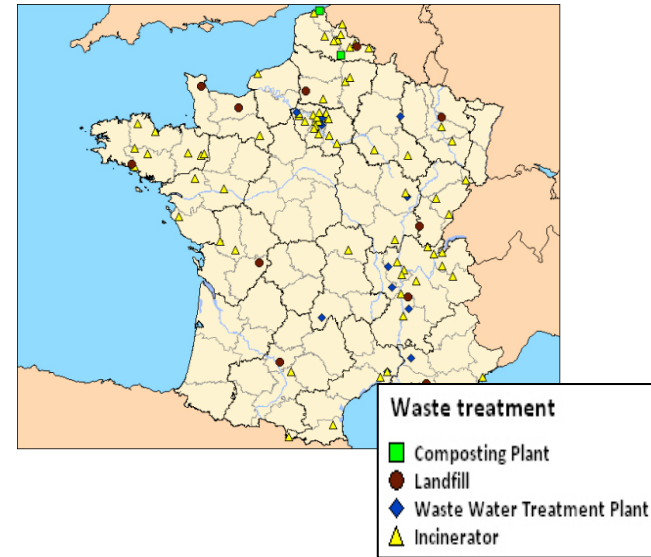 Waste treatment
Composting Plant
Landfill
Waste Water Treatment Plant
Incinerator